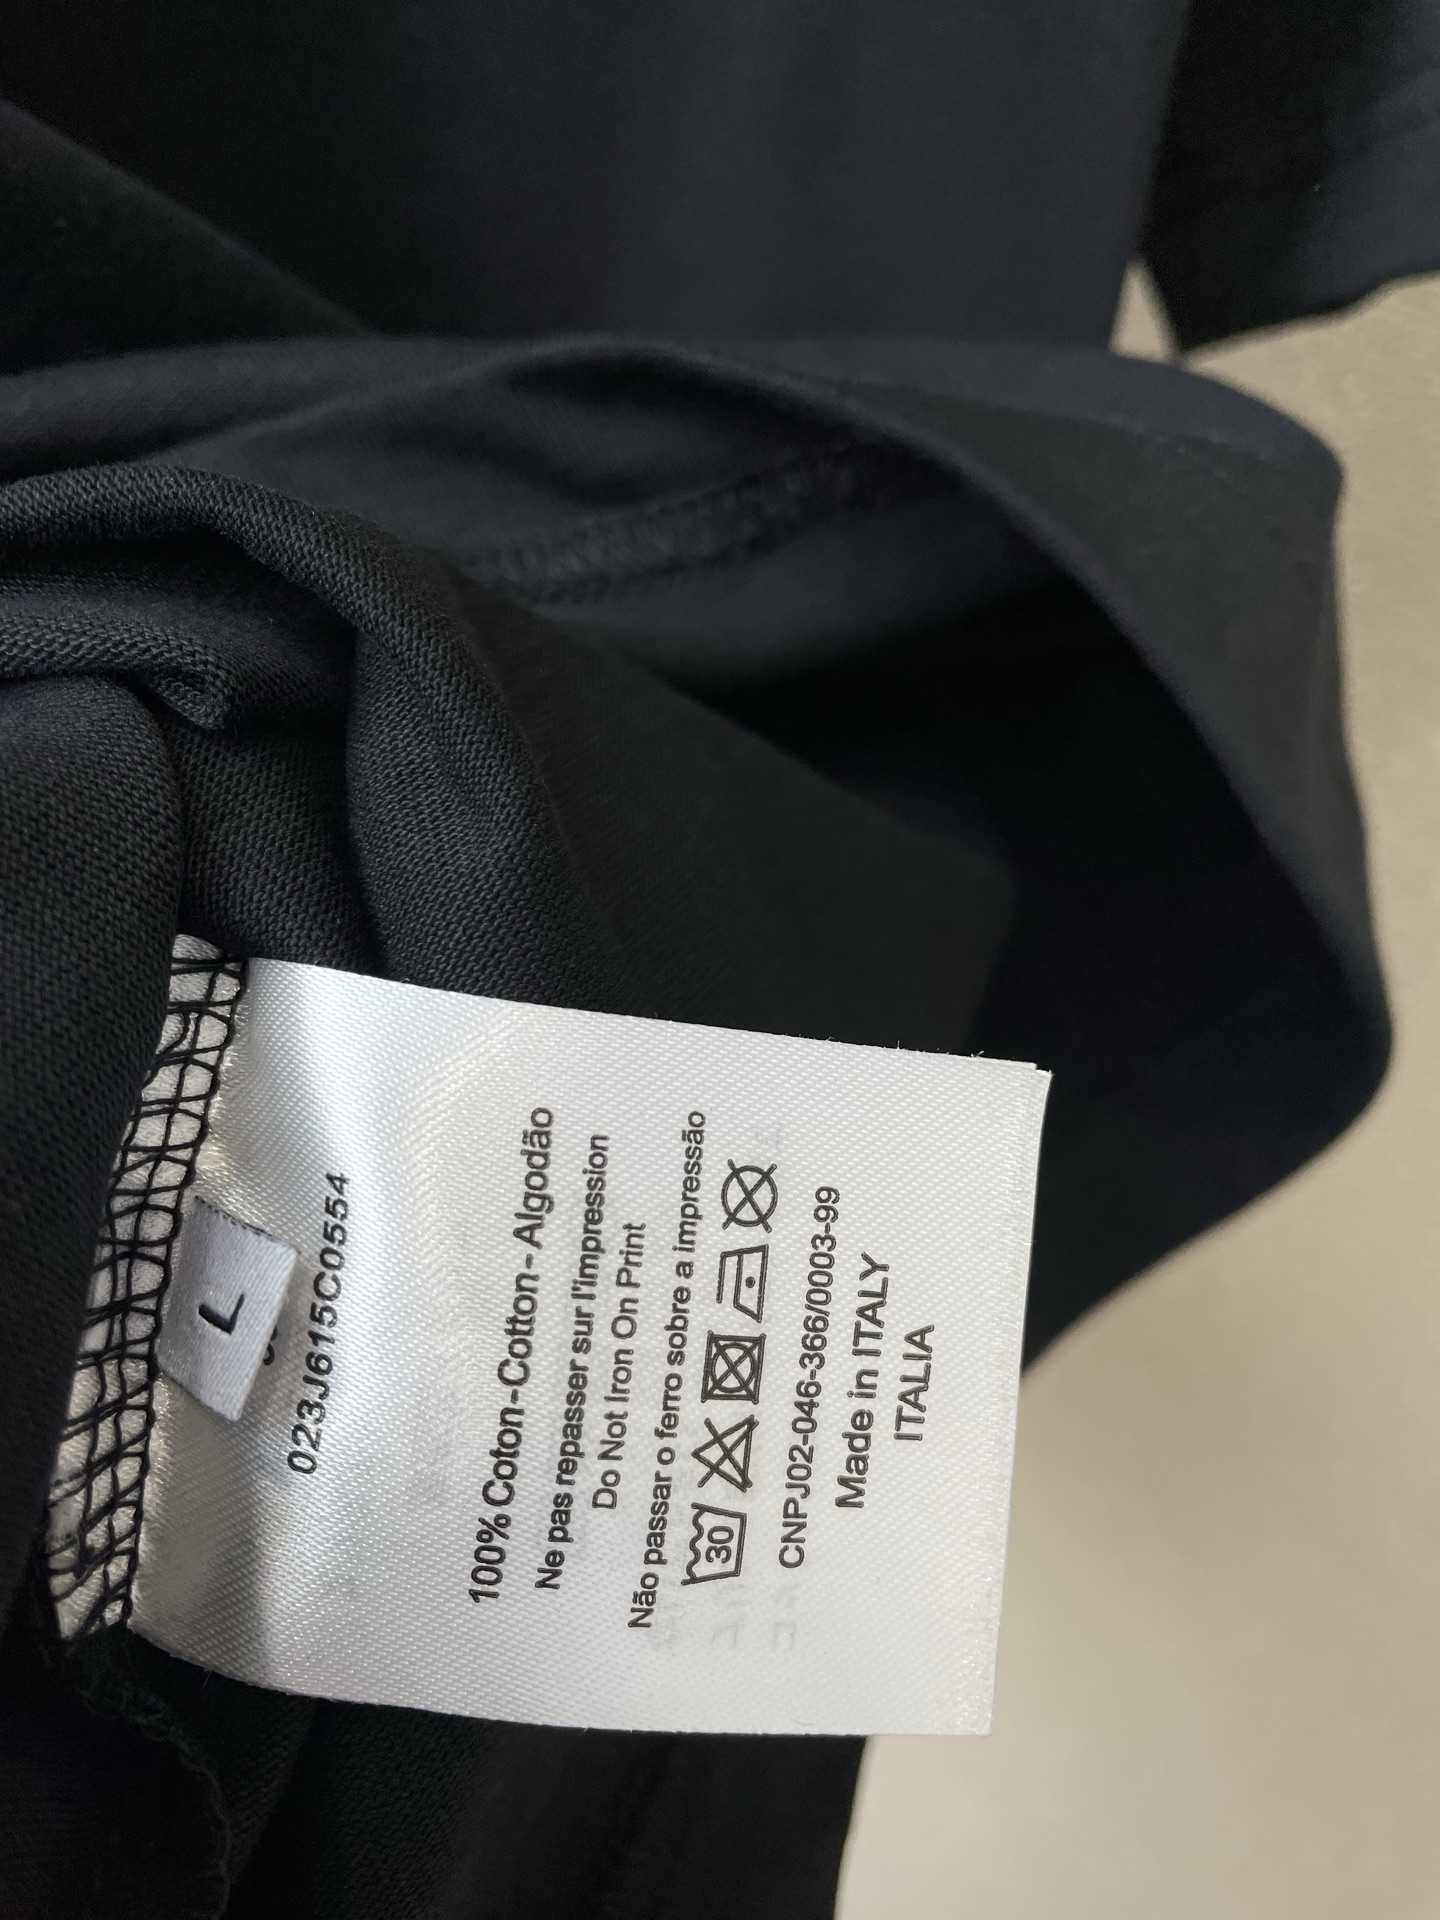 L
023J615C0554
100% Coton-Cotton-Algodão
Ne pas repasser sur l'impression
Do Not Iron On Print
Não passar o ferro sobre a impressão
30
CNPJ02-046-366/0003-99
Made in ITALY
ITALIA